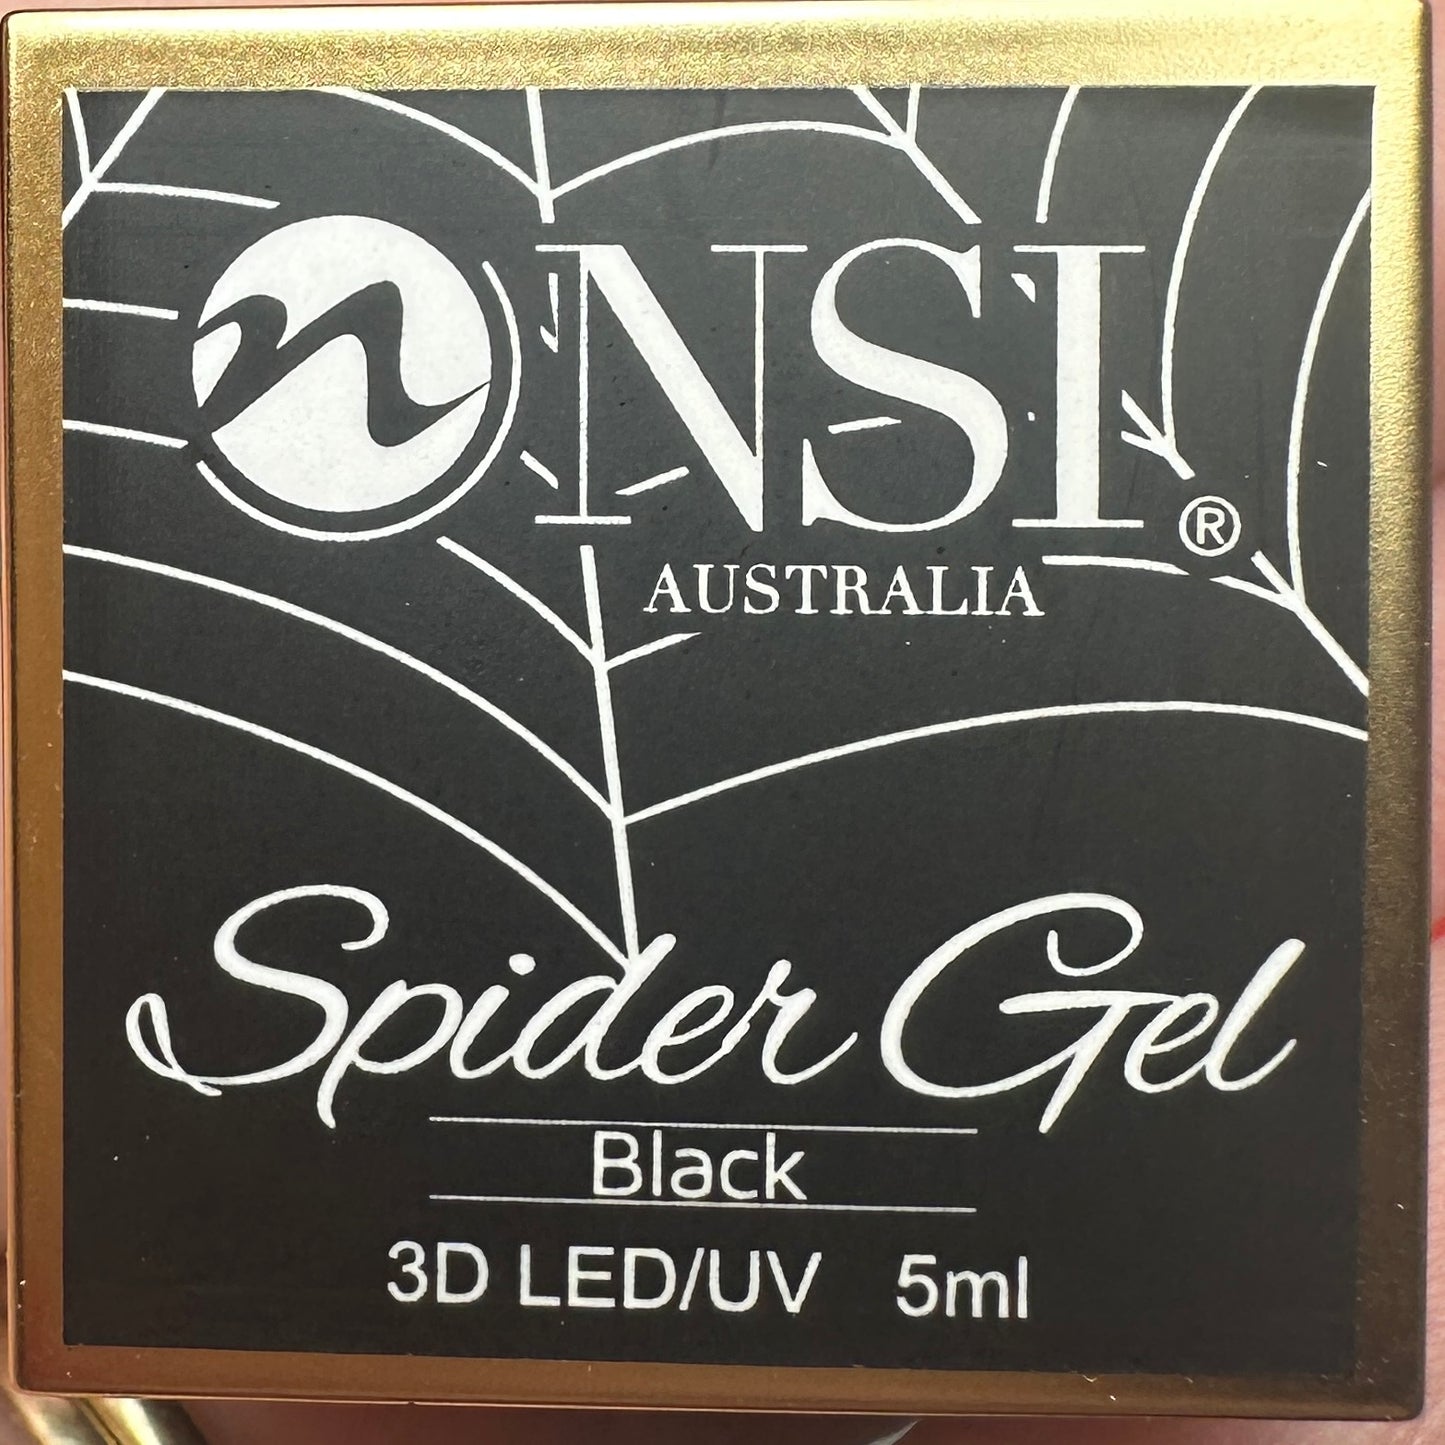 NSI®
AUSTRALIA
Spider Gel
Black
3D LED/UV 5ml